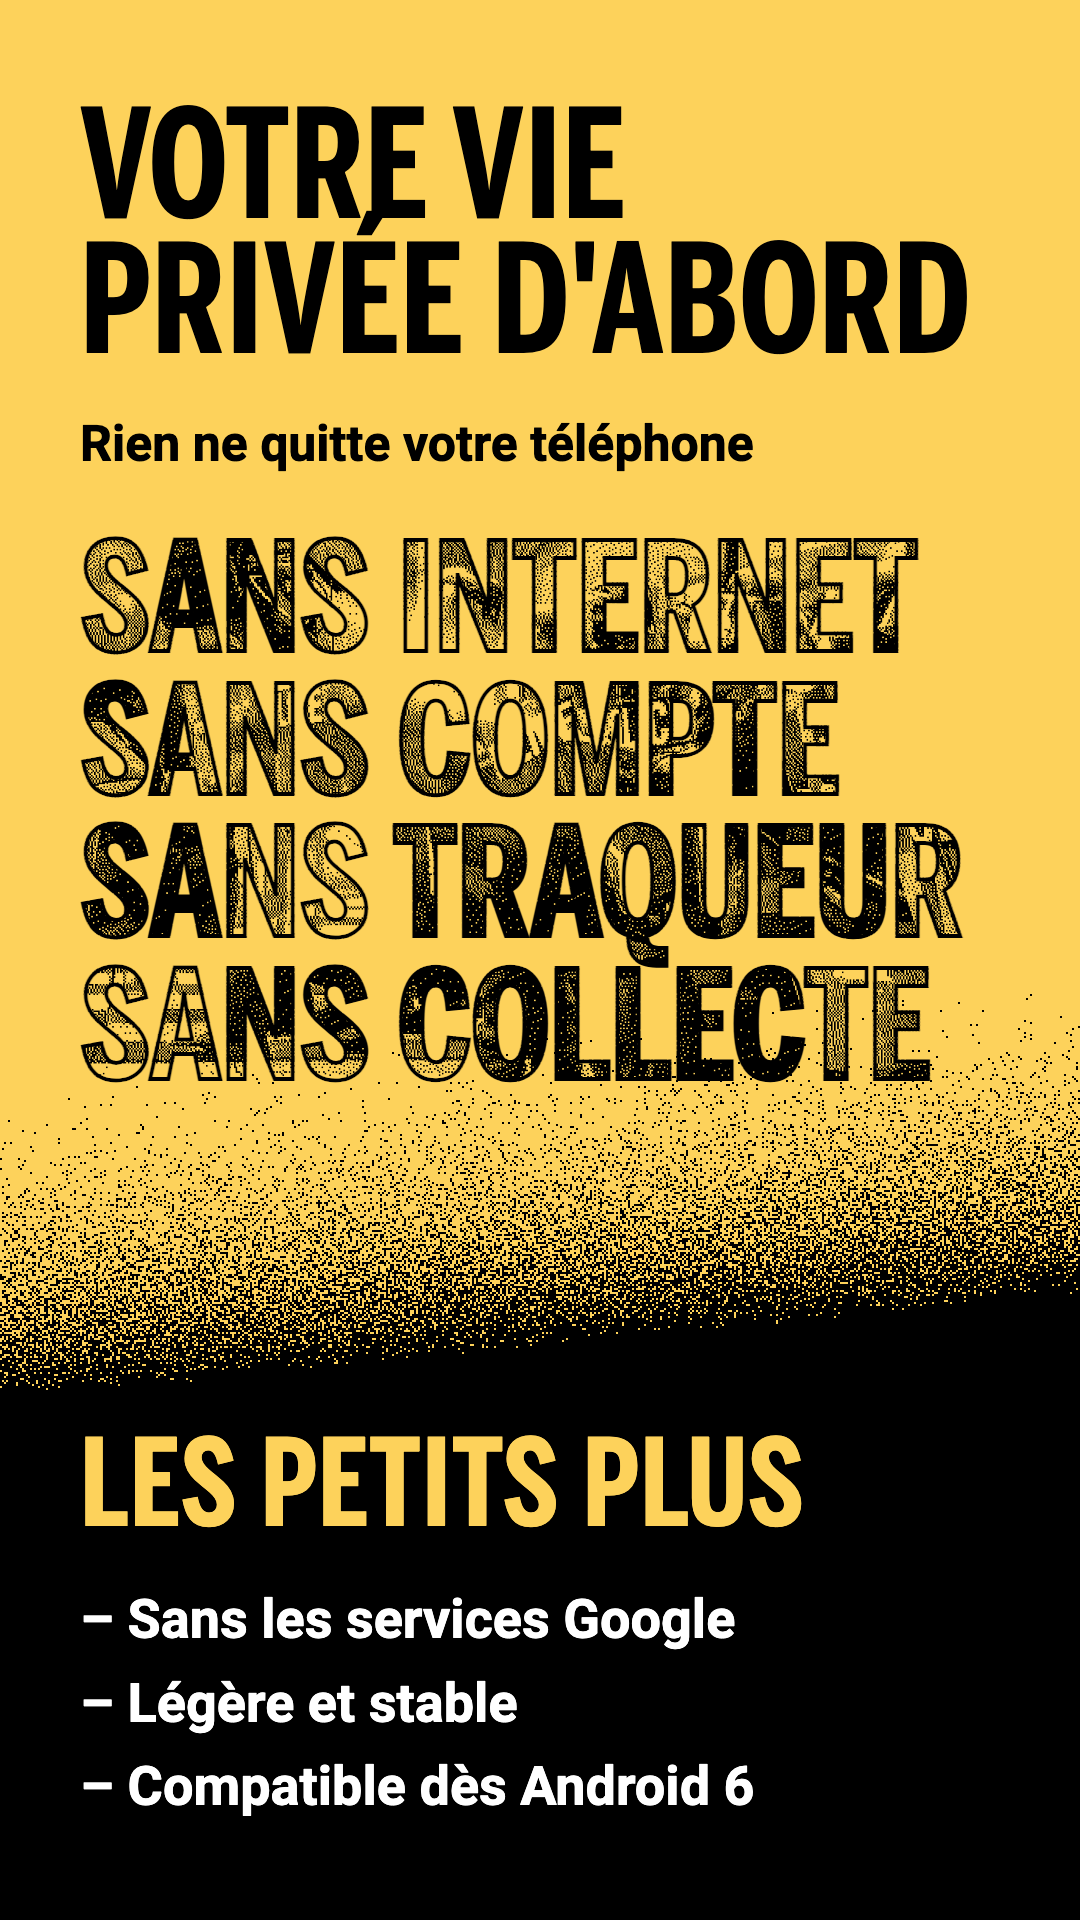 VOTRE VIE
PRIVÉE D'ABORD
Rien ne quitte votre téléphone
SANS INTERNET
SANS COMPTE
SANS TRAQUEUR
SANS COLLECTE
LES PETITS PLUS
– Sans les services Google
– Légère et stable
– Compatible dès Android 6